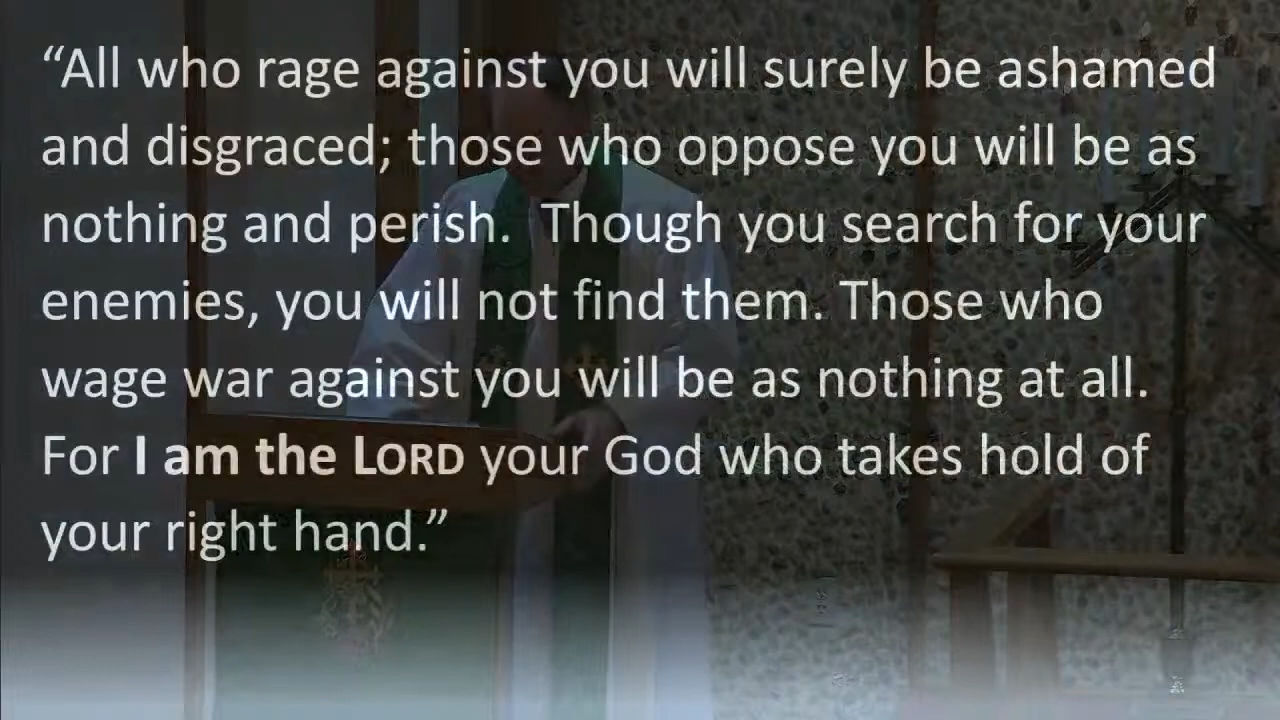 “All who rage against you will surely be ashamed
and disgraced; those who oppose you will be as
nothing and perish.  Though you search for your
enemies, you will not find them. Those who
wage war against you will be as nothing at all.
For I am the LORD your God who takes hold of
your right hand.”